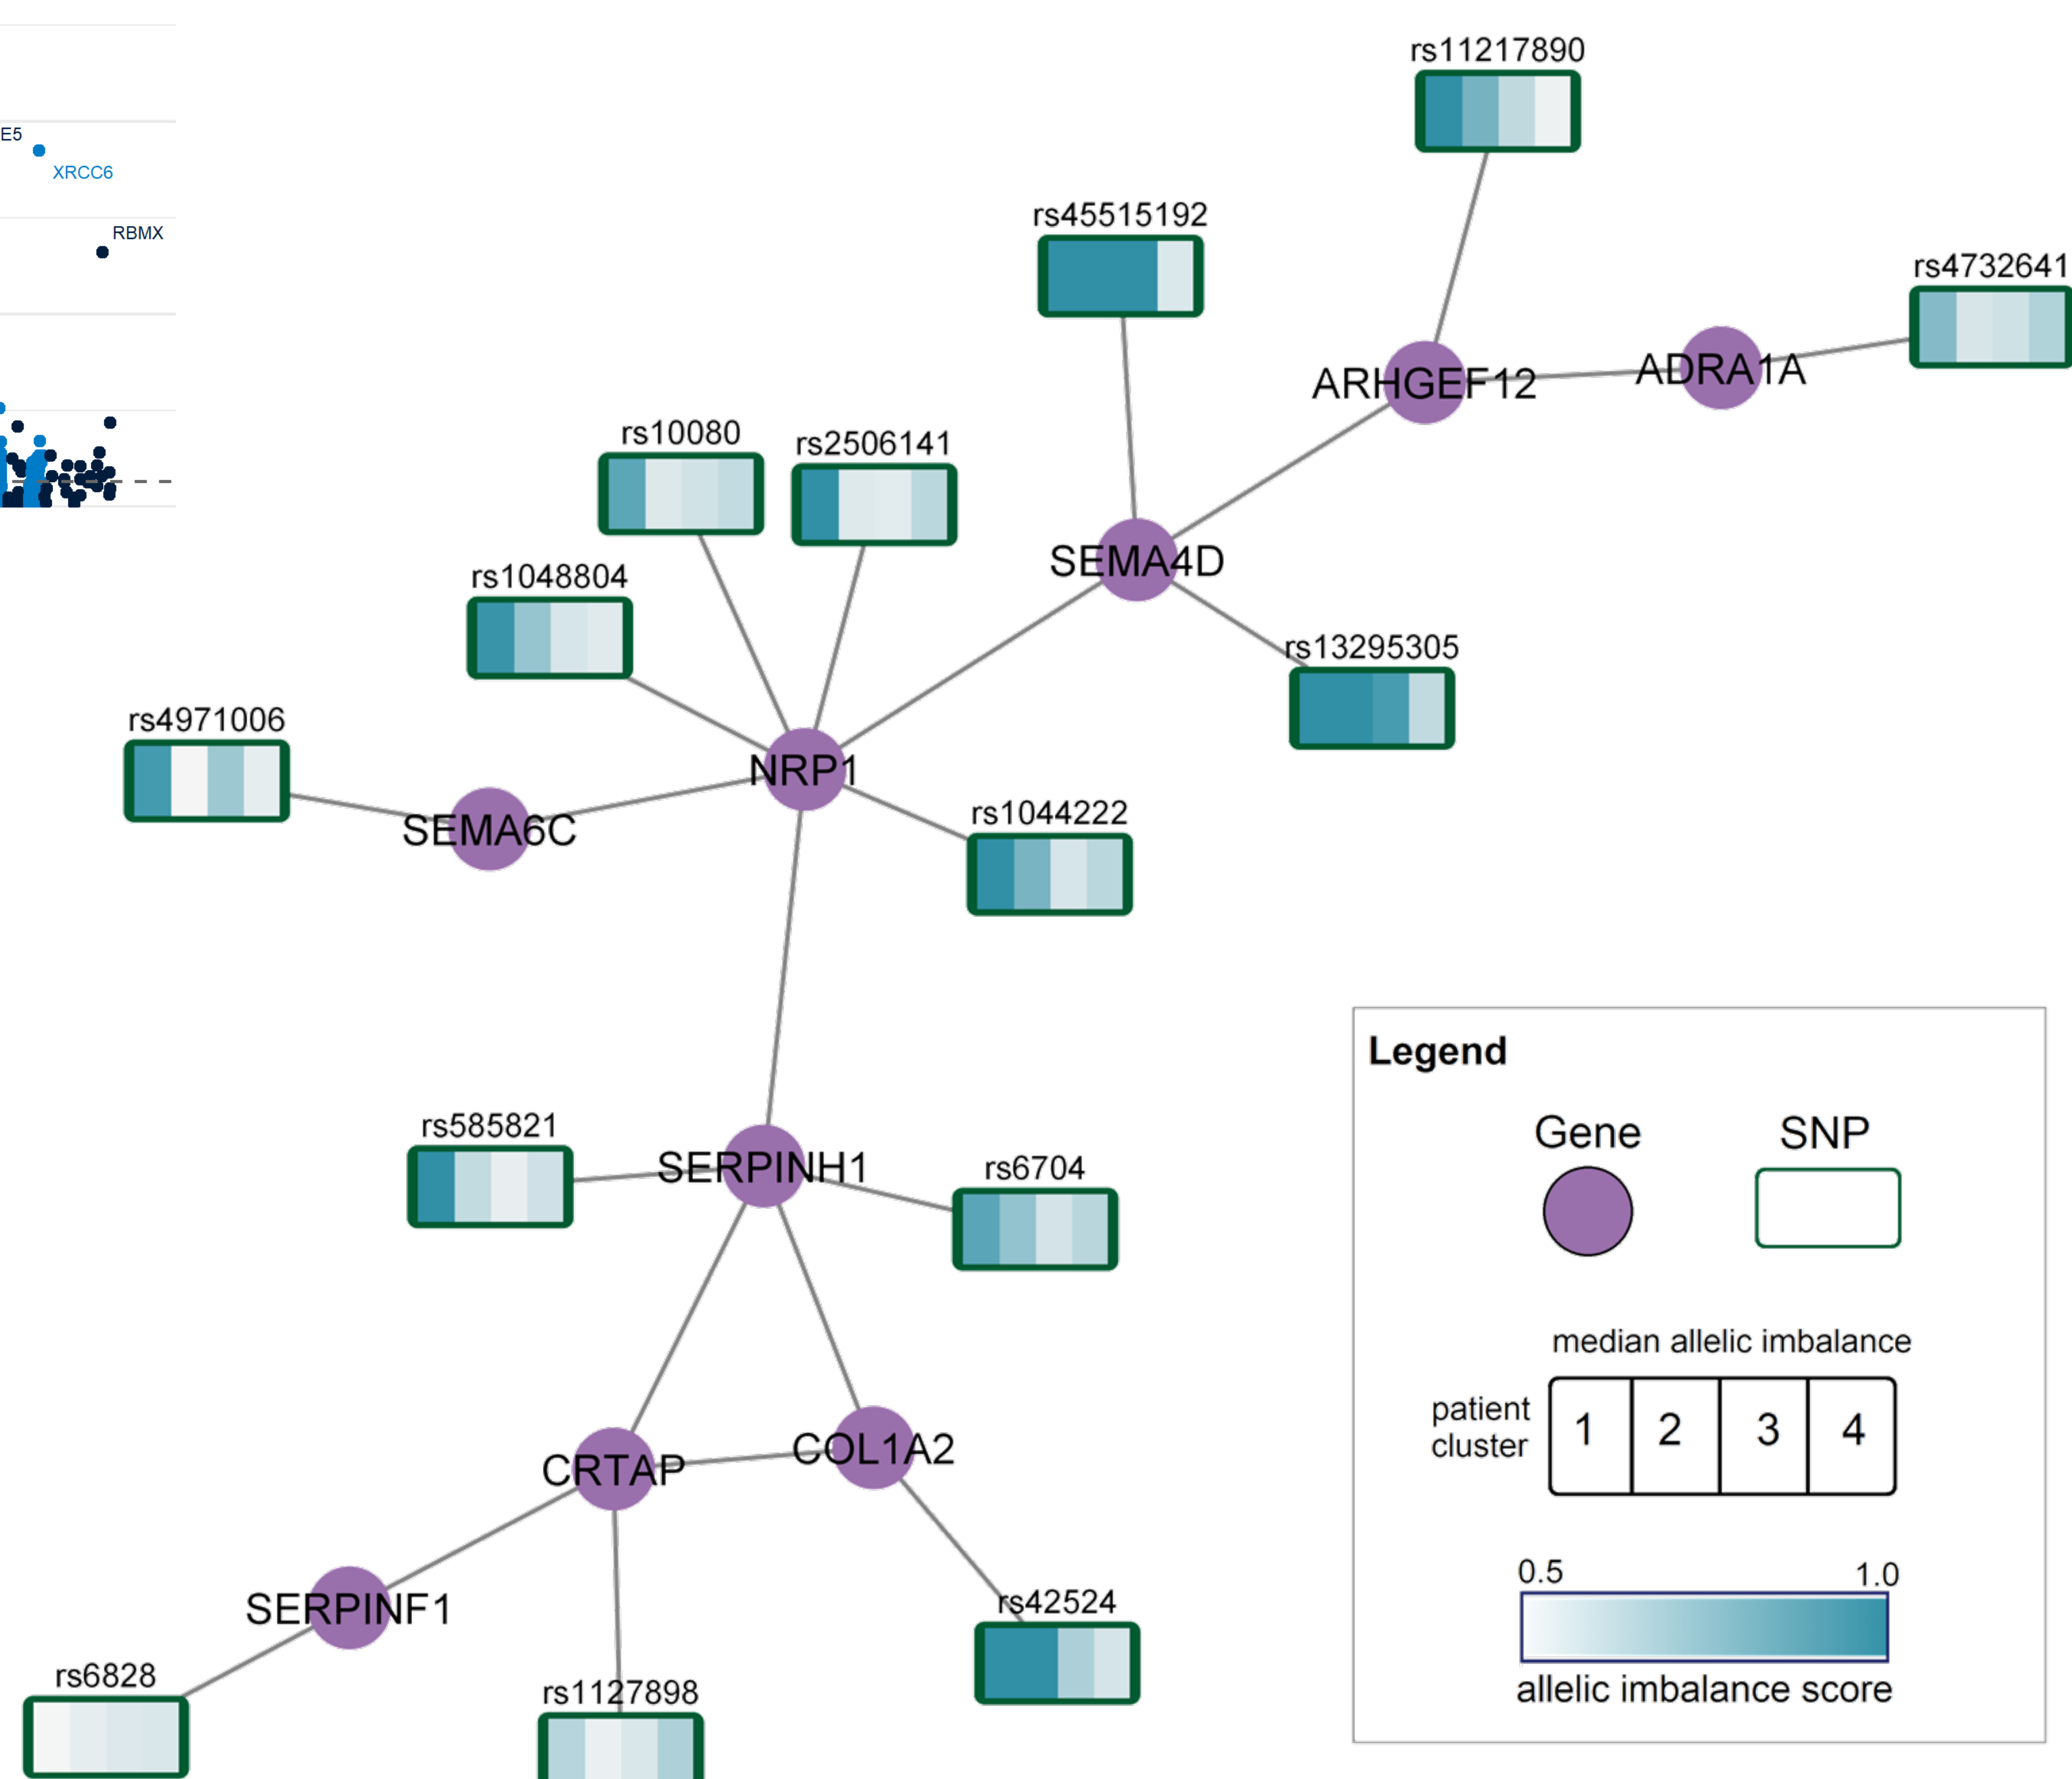 E5
XRCC6
RBMX
rs11217890
rs45515192
rs4732641
ARHGEF12
ADRA1A
rs10080
rs2506141
SEMA4D
rs1048804
rs13295305
rs4971006
NRP1
rs1044222
SEMA6C
rs585821
SERPINH1
rs6704
CRTAP
COL1A2
SERPINF1
rs42524
rs6828
rs1127898
Legend
Gene
SNP
median allelic imbalance
patient
cluster
1 2 3 4
0.5 1.0
allelic imbalance score